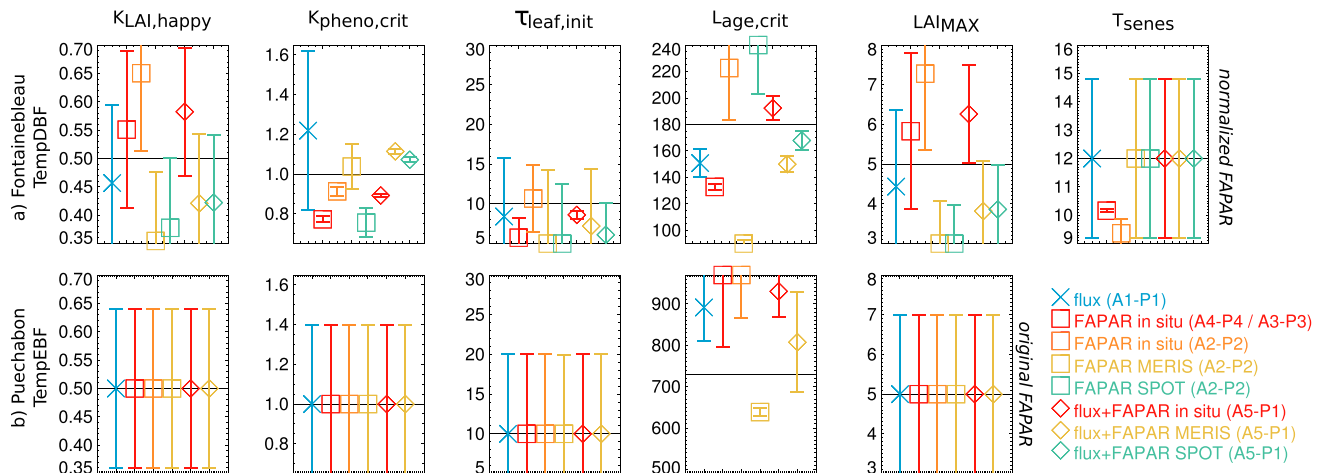 K_LAI,happy K_pheno,crit τ_leaf,init L_age,crit LAI_MAX T_senes
a) Fontainebleau
TempDBF
0.70 0.65 0.60 0.55 0.50 0.45 0.40 0.35
1.6 1.4 1.2 1.0 0.8
30 25 20 15 10 5
240 220 200 180 160 140 120 100
8 7 6 5 4 3
16 15 14 13 12 11 10 9
normalized FAPAR
b) Puechabon
TempEBF
0.70 0.65 0.60 0.55 0.50 0.45 0.40 0.35
1.6 1.4 1.2 1.0 0.8
30 25 20 15 10 5
900 800 700 600 500
8 7 6 5 4 3
original FAPAR
flux (A1-P1)
FAPAR in situ (A4-P4 / A3-P3)
FAPAR in situ (A2-P2)
FAPAR MERIS (A2-P2)
FAPAR SPOT (A2-P2)
flux+FAPAR in situ (A5-P1)
flux+FAPAR MERIS (A5-P1)
flux+FAPAR SPOT (A5-P1)